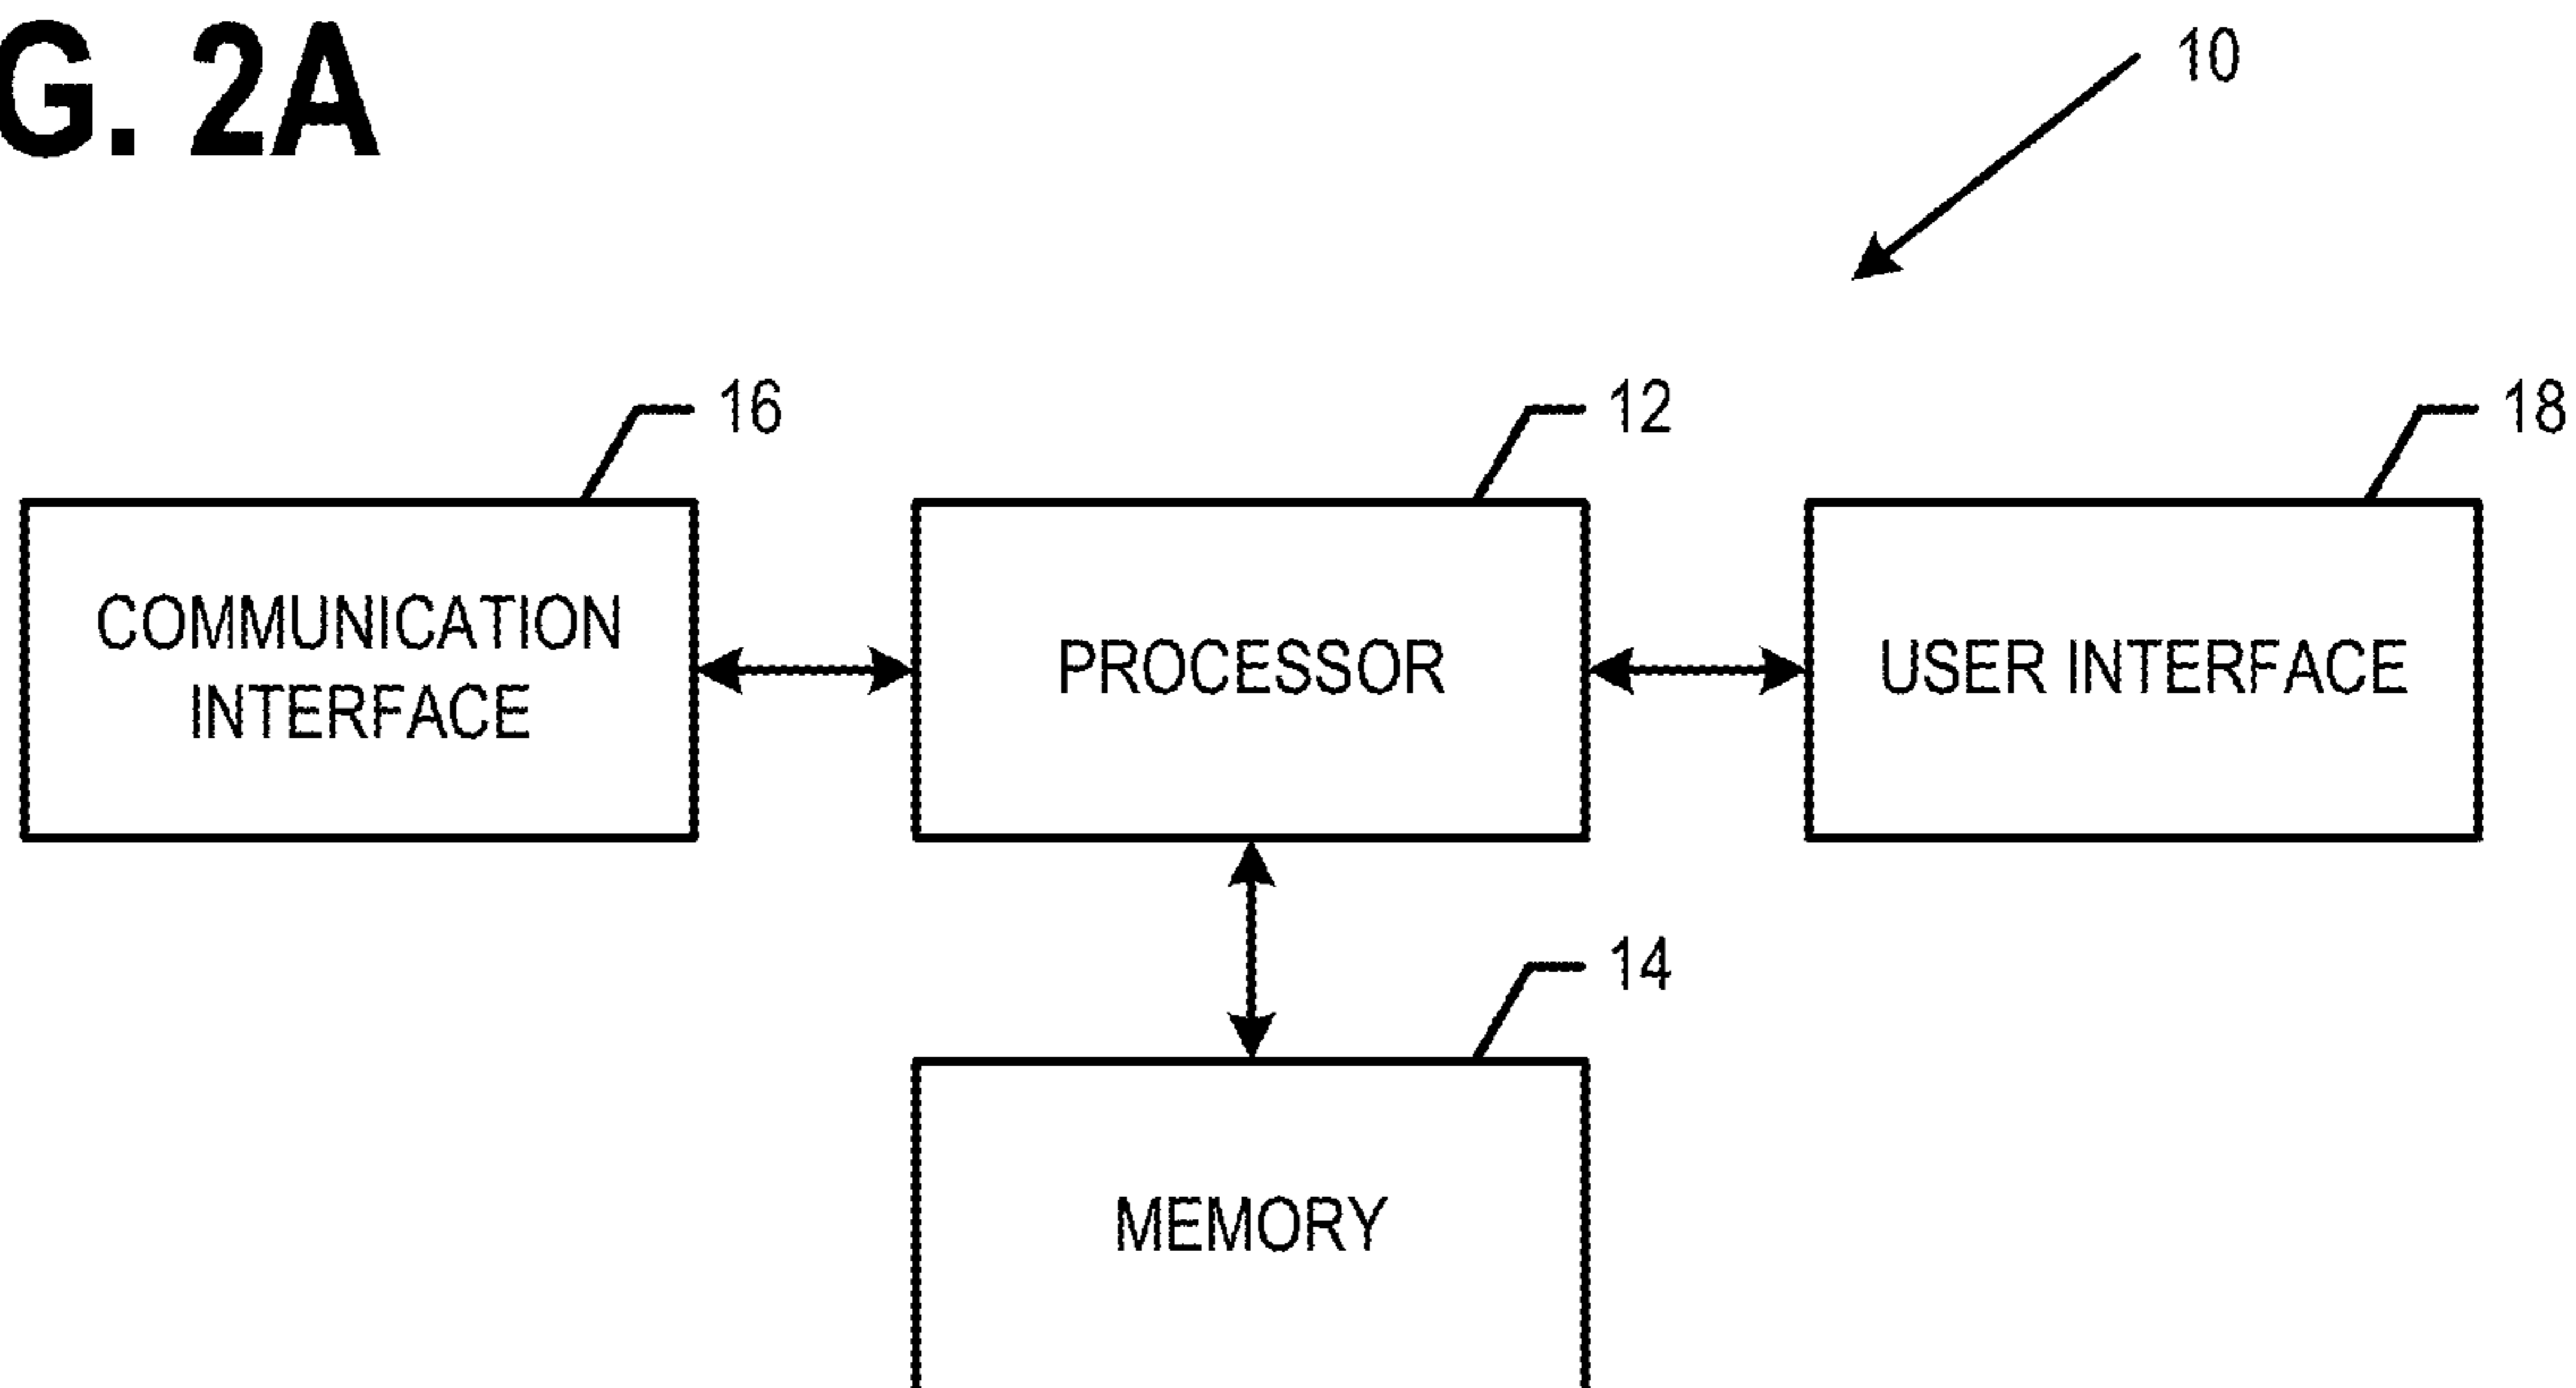 G. 2A
10
16
12
18
COMMUNICATION
INTERFACE
PROCESSOR
USER INTERFACE
14
MEMORY